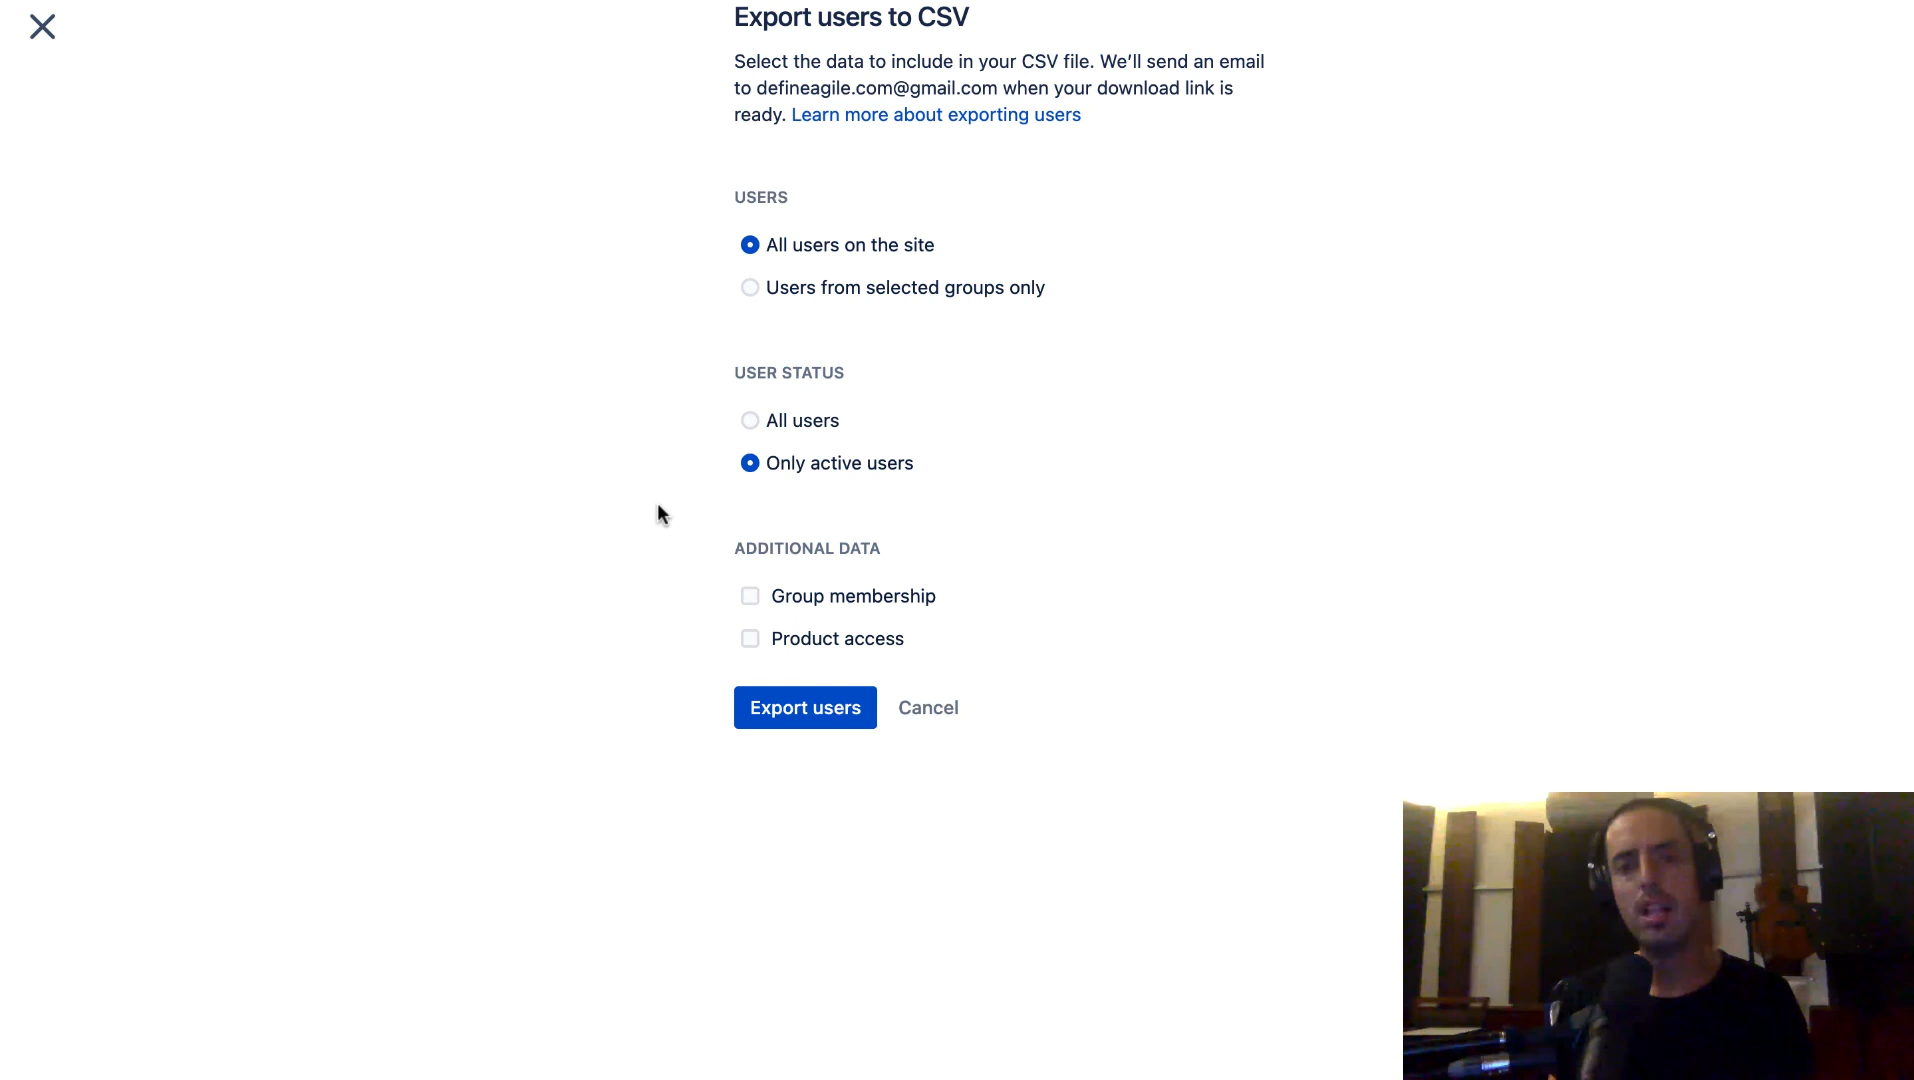 Export users to CSV
Select the data to include in your CSV file. We'll send an email
to defineagile.com@gmail.com when your download link is
ready. Learn more about exporting users
USERS
All users on the site
Users from selected groups only
USER STATUS
All users
Only active users
ADDITIONAL DATA
Group membership
Product access
Export users Cancel